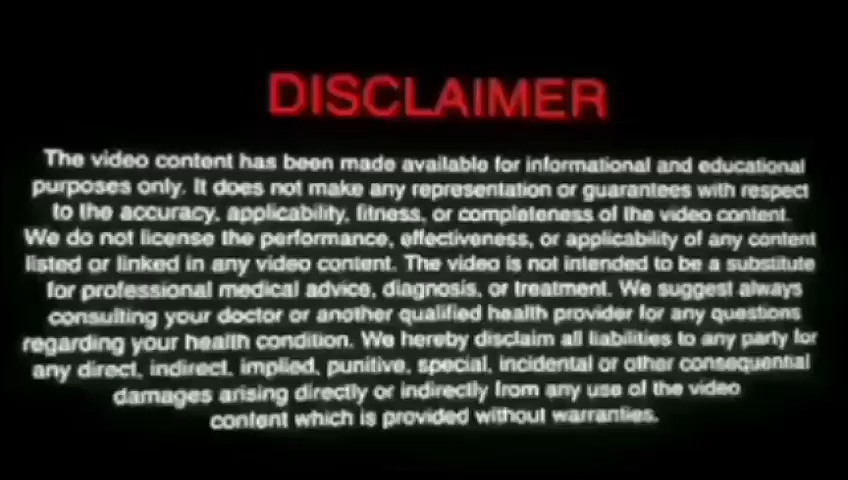 DISCLAIMER
The video content has been made available for informational and educational
purposes only. It does not make any representation or guarantees with respect
to the accuracy, applicability, fitness, or completeness of the video content.
We do not license the performance, effectiveness, or applicability of any content
listed or linked in any video content. The video is not intended to be a substitute
for professional medical advice, diagnosis, or treatment. We suggest always
consulting your doctor or another qualified health provider for any questions
regarding your health condition. We hereby disclaim all liabilities to any party for
any direct, indirect, implied, punitive, special, incidental or other consequential
damages arising directly or indirectly from any use of the video
content which is provided without warranties.